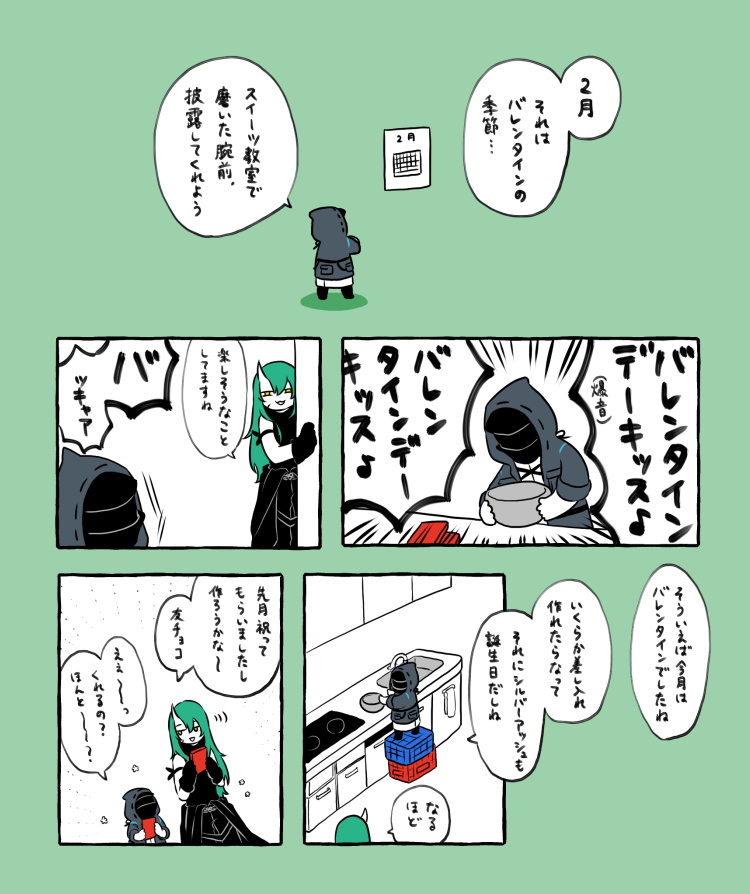 2月
それは
バレンタインの
季節…
2月
スイーツ教室で
磨いた腕前、
披露してくれよう
バレンタイン
デーキッス♪
(爆音)
バレン
タインデー
キッス♪
楽しそうなこと
してますね
バ
ッキャア
そういえば今月は
バレンタインでしたね
いくらか差し入れ
作れたらなって
それにシルバーアッシュも
誕生日だしね
なる
ほど
先月祝って
もらいましたし
作ろうかな〜
友チョコ
ええ〜〜っ
くれるの?
ほんと〜〜?